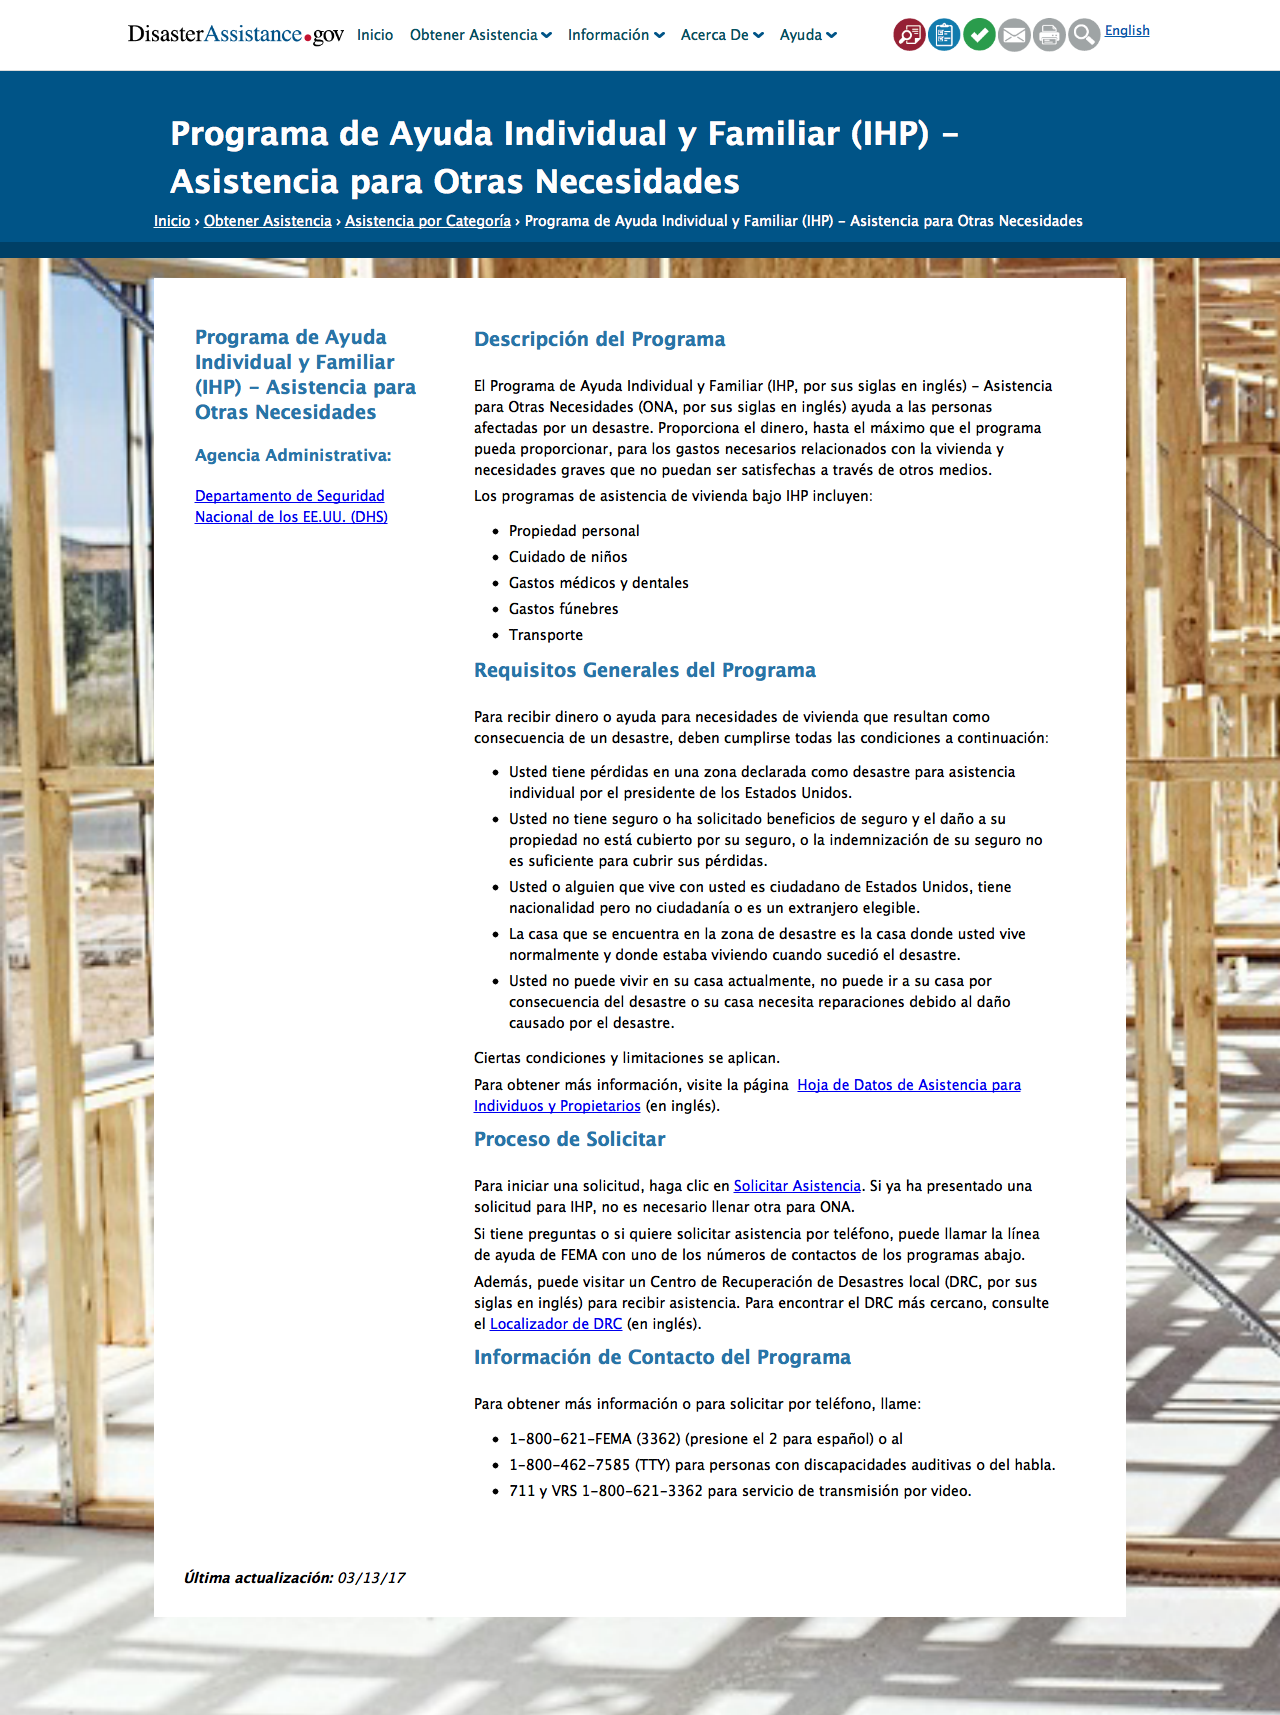 DisasterAssistance.gov Inicio Obtener Asistencia Información Acerca De Ayuda English
Programa de Ayuda Individual y Familiar (IHP) –
Asistencia para Otras Necesidades
Inicio › Obtener Asistencia › Asistencia por Categoría › Programa de Ayuda Individual y Familiar (IHP) – Asistencia para Otras Necesidades
Programa de Ayuda
Individual y Familiar
(IHP) – Asistencia para
Otras Necesidades
Agencia Administrativa:
Departamento de Seguridad
Nacional de los EE.UU. (DHS)
Descripción del Programa
El Programa de Ayuda Individual y Familiar (IHP, por sus siglas en inglés) – Asistencia
para Otras Necesidades (ONA, por sus siglas en inglés) ayuda a las personas
afectadas por un desastre. Proporciona el dinero, hasta el máximo que el programa
pueda proporcionar, para los gastos necesarios relacionados con la vivienda y
necesidades graves que no puedan ser satisfechas a través de otros medios.
Los programas de asistencia de vivienda bajo IHP incluyen:
• Propiedad personal
• Cuidado de niños
• Gastos médicos y dentales
• Gastos fúnebres
• Transporte
Requisitos Generales del Programa
Para recibir dinero o ayuda para necesidades de vivienda que resultan como
consecuencia de un desastre, deben cumplirse todas las condiciones a continuación:
• Usted tiene pérdidas en una zona declarada como desastre para asistencia
individual por el presidente de los Estados Unidos.
• Usted no tiene seguro o ha solicitado beneficios de seguro y el daño a su
propiedad no está cubierto por su seguro, o la indemnización de su seguro no
es suficiente para cubrir sus pérdidas.
• Usted o alguien que vive con usted es ciudadano de Estados Unidos, tiene
nacionalidad pero no ciudadanía o es un extranjero elegible.
• La casa que se encuentra en la zona de desastre es la casa donde usted vive
normalmente y donde estaba viviendo cuando sucedió el desastre.
• Usted no puede vivir en su casa actualmente, no puede ir a su casa por
consecuencia del desastre o su casa necesita reparaciones debido al daño
causado por el desastre.
Ciertas condiciones y limitaciones se aplican.
Para obtener más información, visite la página Hoja de Datos de Asistencia para
Individuos y Propietarios (en inglés).
Proceso de Solicitar
Para iniciar una solicitud, haga clic en Solicitar Asistencia. Si ya ha presentado una
solicitud para IHP, no es necesario llenar otra para ONA.
Si tiene preguntas o si quiere solicitar asistencia por teléfono, puede llamar la línea
de ayuda de FEMA con uno de los números de contactos de los programas abajo.
Además, puede visitar un Centro de Recuperación de Desastres local (DRC, por sus
siglas en inglés) para recibir asistencia. Para encontrar el DRC más cercano, consulte
el Localizador de DRC (en inglés).
Información de Contacto del Programa
Para obtener más información o para solicitar por teléfono, llame:
• 1-800-621-FEMA (3362) (presione el 2 para español) o al
• 1-800-462-7585 (TTY) para personas con discapacidades auditivas o del habla.
• 711 y VRS 1-800-621-3362 para servicio de transmisión por video.
Última actualización: 03/13/17